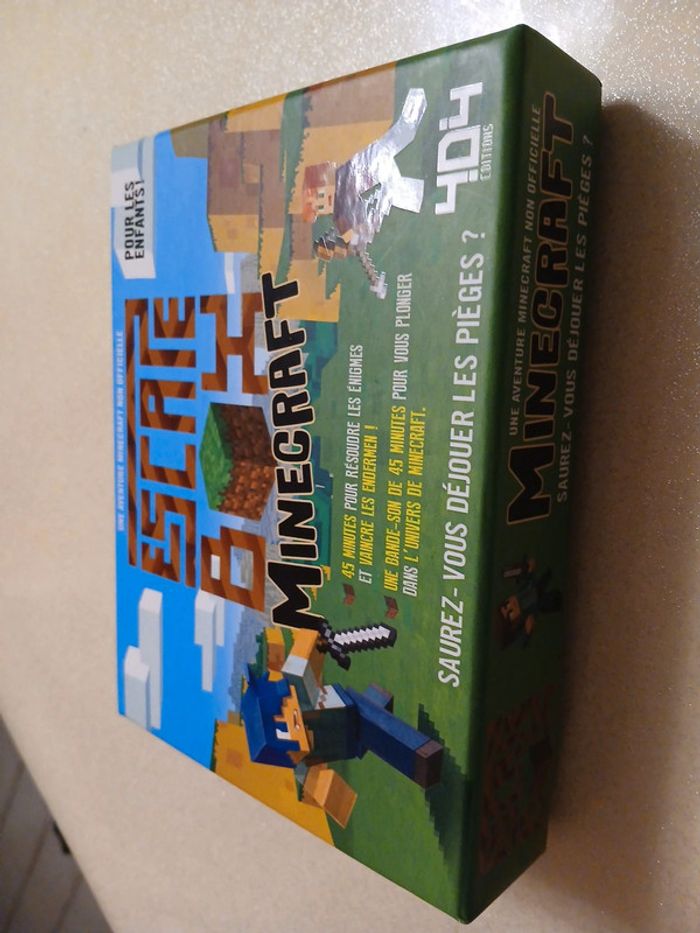 UNE AVENTURE MINECRAFT NON OFFICIELLE
POUR LES
ENFANTS!
ESCAPE
BOX
MINECRAFT
45 MINUTES POUR RÉSOUDRE LES ÉNIGMES
ET VAINCRE LES ENDERMEN !
UNE BANDE-SON DE 45 MINUTES POUR VOUS PLONGER
DANS L'UNIVERS DE MINECRAFT.
SAUREZ-VOUS DÉJOUER LES PIÈGES ?
404
ÉDITIONS
UNE AVENTURE MINECRAFT NON OFFICIELLE
MINECRAFT
SAUREZ-VOUS DÉJOUER LES PIÈGES ?